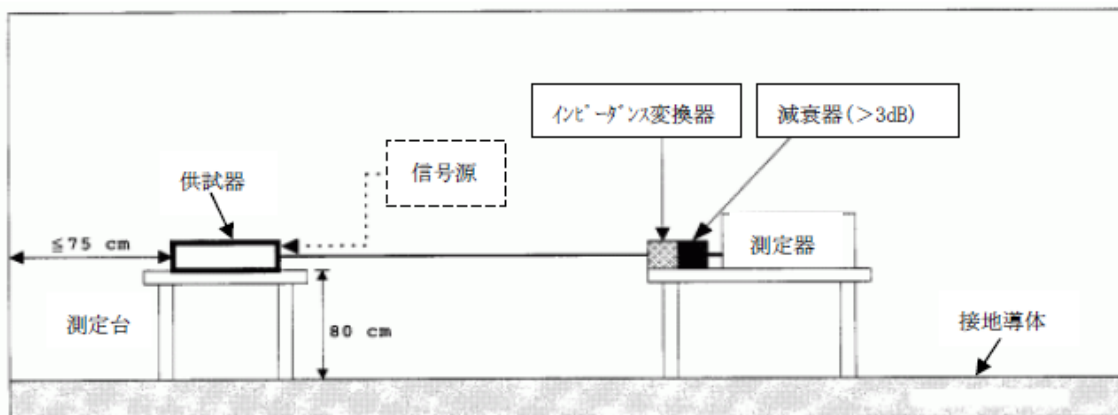 インピーダンス変換器
減衰器(>3dB)
信号源
供試器
≦75 cm
測定器
測定台
80 cm
接地導体